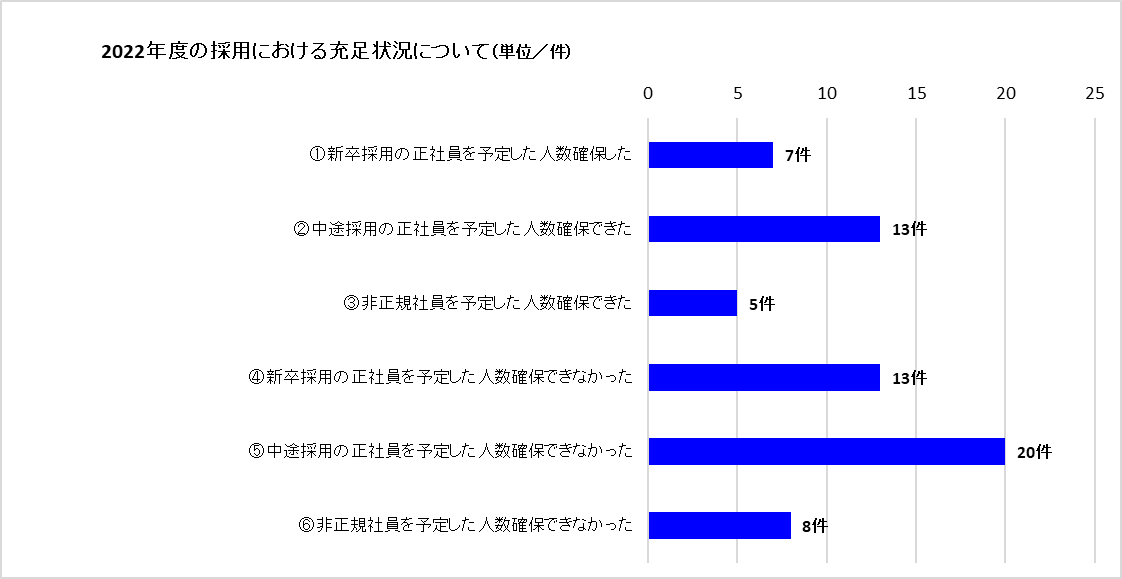 2022年度の採用における充足状況について(単位／件)
0 5 10 15 20 25
①新卒採用の正社員を予定した人数確保した 7件
②中途採用の正社員を予定した人数確保できた 13件
③非正規社員を予定した人数確保できた 5件
④新卒採用の正社員を予定した人数確保できなかった 13件
⑤中途採用の正社員を予定した人数確保できなかった 20件
⑥非正規社員を予定した人数確保できなかった 8件